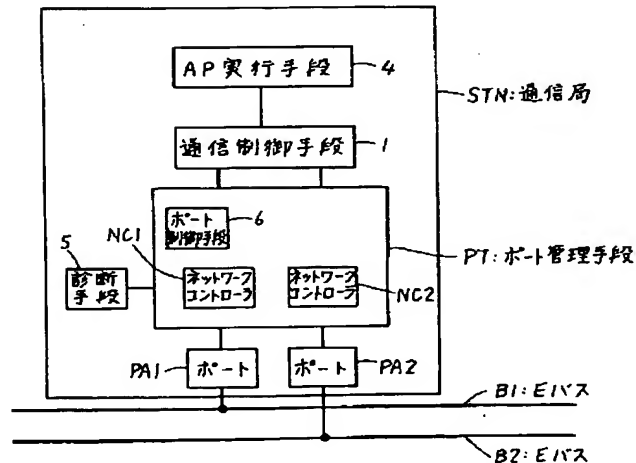 AP実行手段
4
STN:通信局
通信制御手段
1
ポート
制御手段
6
5
NC1
PT:ポート管理手段
診断
手段
ネットワーク
コントローラ
ネットワーク
コントローラ
NC2
PA1
ポート
ポート
PA2
B1:Eバス
B2:Eバス